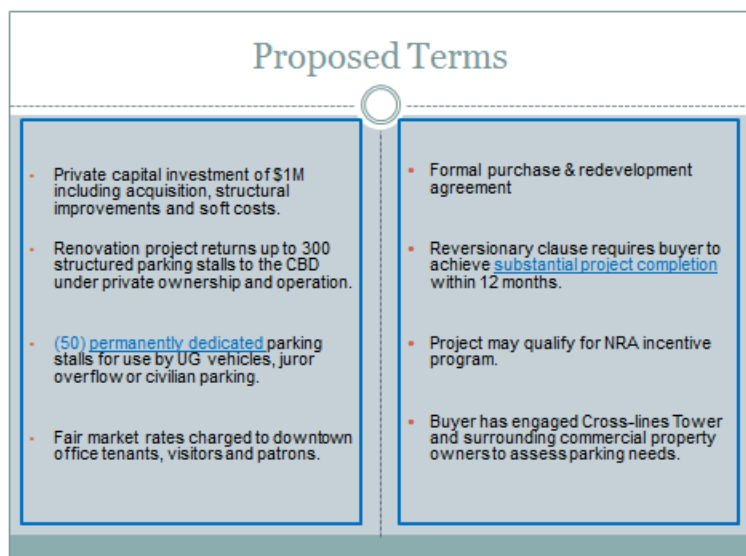 Proposed Terms
- Private capital investment of $1M
including acquisition, structural
improvements and soft costs.
- Renovation project returns up to 300
structured parking stalls to the CBD
under private ownership and operation.
- (50) permanently dedicated parking
stalls for use by UG vehicles, juror
overflow or civilian parking.
- Fair market rates charged to downtown
office tenants, visitors and patrons.
• Formal purchase & redevelopment
agreement
• Reversionary clause requires buyer to
achieve substantial project completion
within 12 months.
• Project may qualify for NRA incentive
program.
• Buyer has engaged Cross-lines Tower
and surrounding commercial property
owners to assess parking needs.